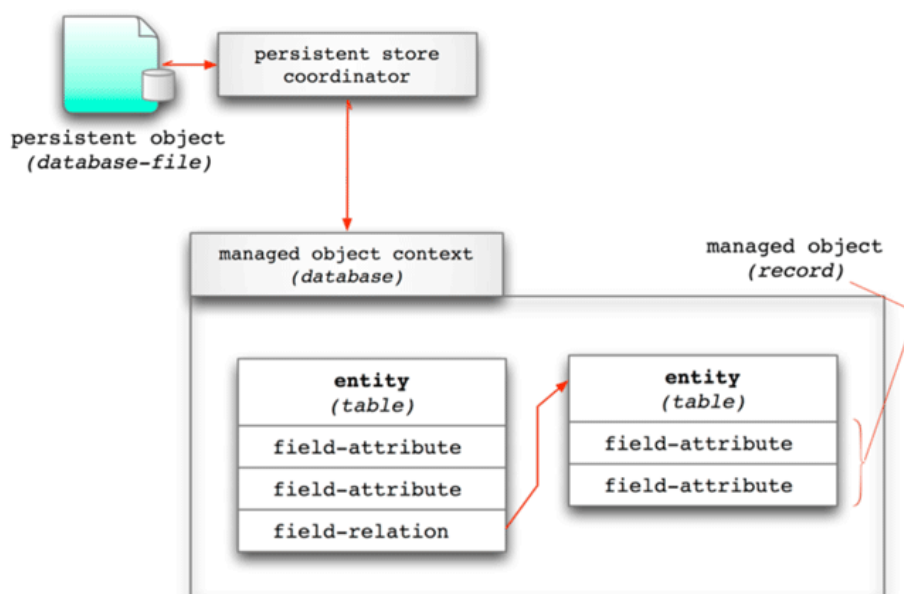 persistent store
coordinator
persistent object
(database-file)
managed object context
(database)
managed object
(record)
entity
(table)
field-attribute
field-attribute
field-relation
entity
(table)
field-attribute
field-attribute